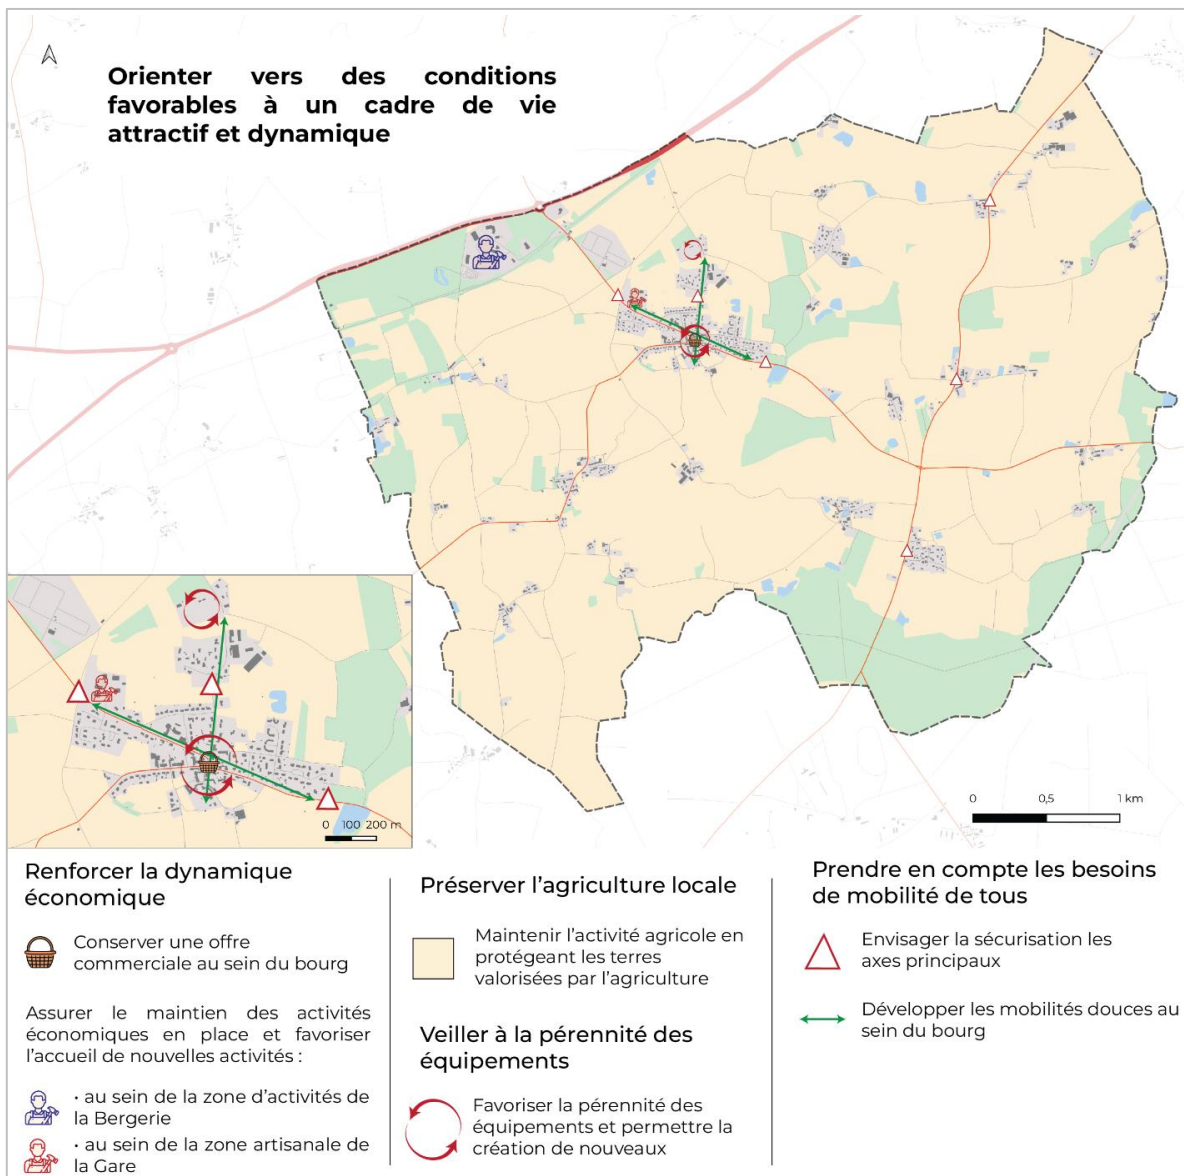 Orienter vers des conditions
favorables à un cadre de vie
attractif et dynamique
0 0,5 1 km
0 100 200 m
Renforcer la dynamique
économique
Conserver une offre
commerciale au sein du bourg
Assurer le maintien des activités
économiques en place et favoriser
l'accueil de nouvelles activités :
• au sein de la zone d'activités de
la Bergerie
• au sein de la zone artisanale de
la Gare
Préserver l'agriculture locale
Maintenir l'activité agricole en
protégeant les terres
valorisées par l'agriculture
Veiller à la pérennité des
équipements
Favoriser la pérennité des
équipements et permettre la
création de nouveaux
Prendre en compte les besoins
de mobilité de tous
Envisager la sécurisation les
axes principaux
Développer les mobilités douces au
sein du bourg